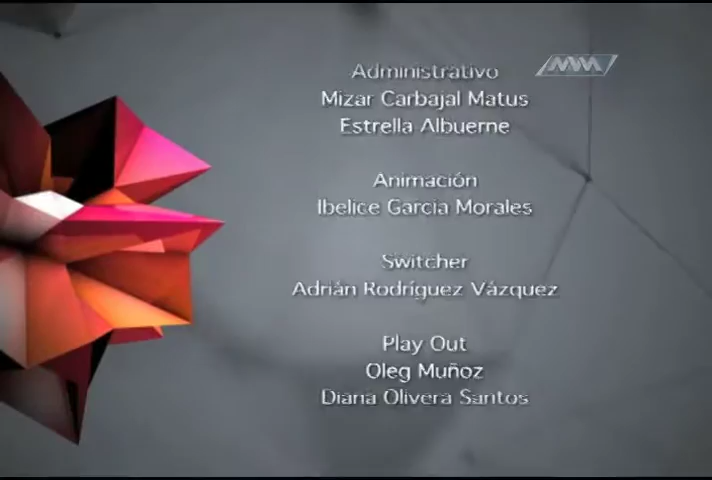 Administrativo
Mizar Carbajal Matus
Estrella Albuerne
Animación
Ibelice García Morales
Switcher
Adrián Rodríguez Vázquez
Play Out
Oleg Muñoz
Diana Olivera Santos